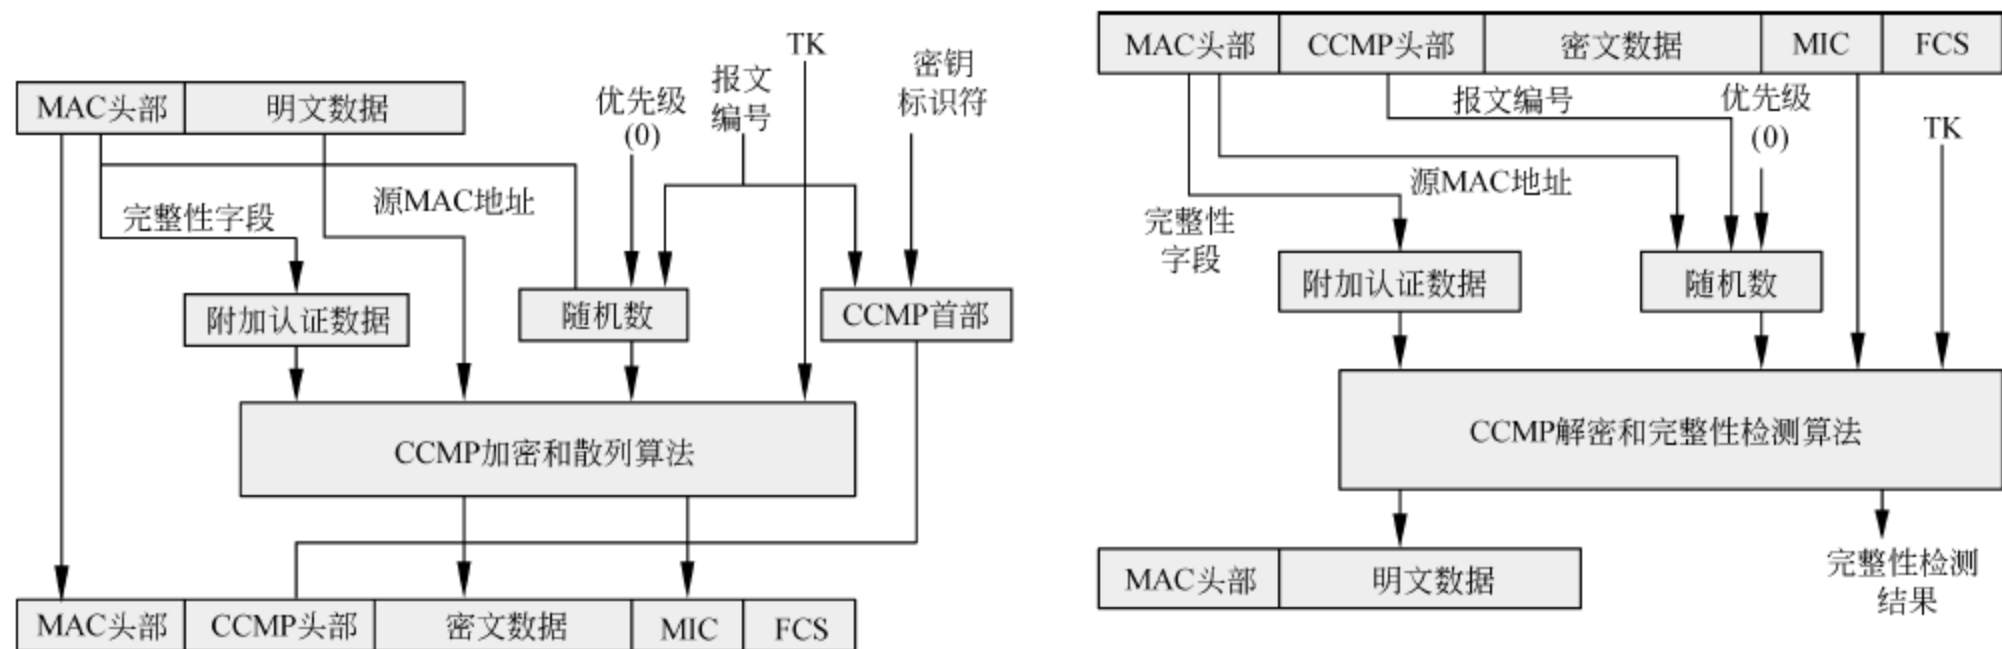 TK
报文
编号
密钥
标识符
优先级
(0)
MAC头部 明文数据
源MAC地址
完整性字段
附加认证数据
随机数
CCMP首部
CCMP加密和散列算法
MAC头部 CCMP头部 密文数据 MIC FCS
MAC头部 CCMP头部 密文数据 MIC FCS
报文编号
优先级
(0)
TK
源MAC地址
完整性
字段
附加认证数据
随机数
CCMP解密和完整性检测算法
MAC头部 明文数据
完整性检测
结果